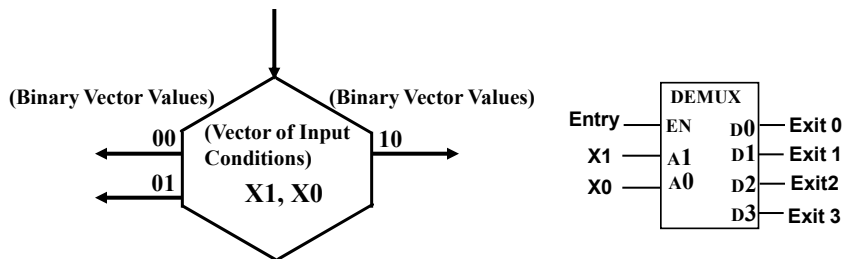 (Binary Vector Values)
(Binary Vector Values)
00
(Vector of Input
Conditions)
10
01
X1, X0
DEMUX
Entry
EN
D0
Exit 0
X1
A1
D1
Exit 1
X0
A0
D2
Exit2
D3
Exit 3